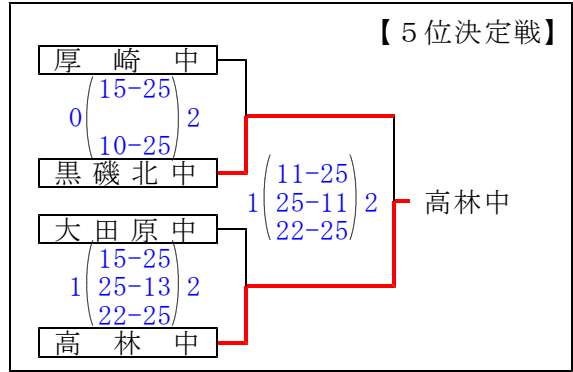 【５位決定戦】
厚崎中
15-25
0 2
10-25
黒磯北中
11-25
1 25-11 2 高林中
22-25
大田原中
15-25
1 25-13 2
22-25
高林中